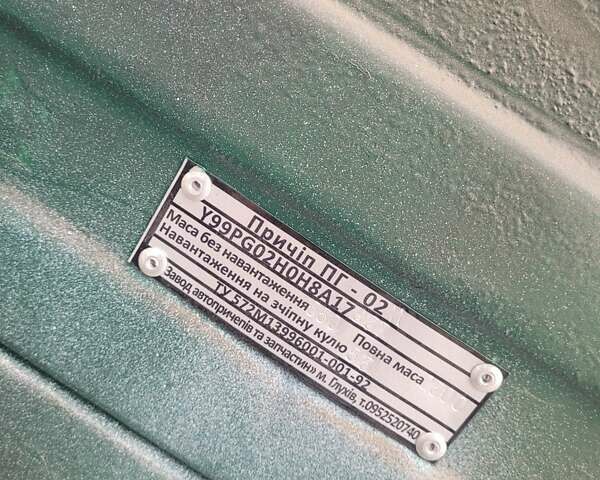 Причіп ПГ - 02
Y99PG02H0H8A17
Маса без навантаження Повна маса
Навантаження на зчіпну кулю
ТУ 572М13996001-001-92
Завод автопричепів та запчастин» м. Глухів, т.0952520740